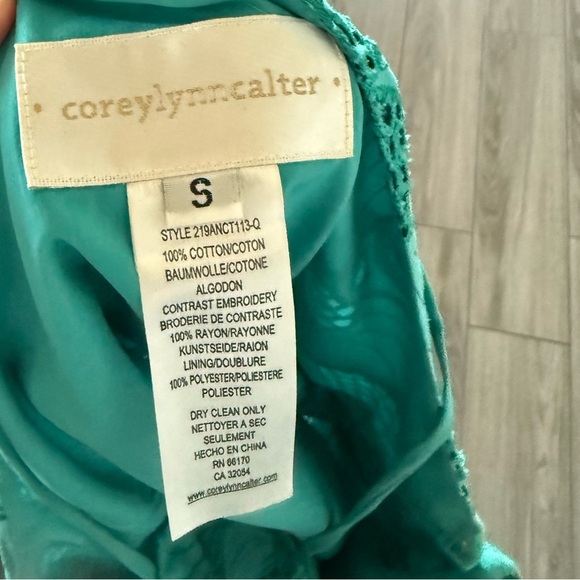 • coreylynncalter •
S
STYLE 219ANCT113-Q
100% COTTON/COTON
BAUMWOLLE/COTONE
ALGODON
CONTRAST EMBROIDERY
BRODERIE DE CONTRASTE
100% RAYON/RAYONNE
KUNSTSEIDE/RAION
LINING/DOUBLURE
100% POLYESTER/POLIESTERE
POLIESTER
DRY CLEAN ONLY
NETTOYER A SEC
SEULEMENT
HECHO EN CHINA
RN 66170
CA 32054
www.coreylynncalter.com